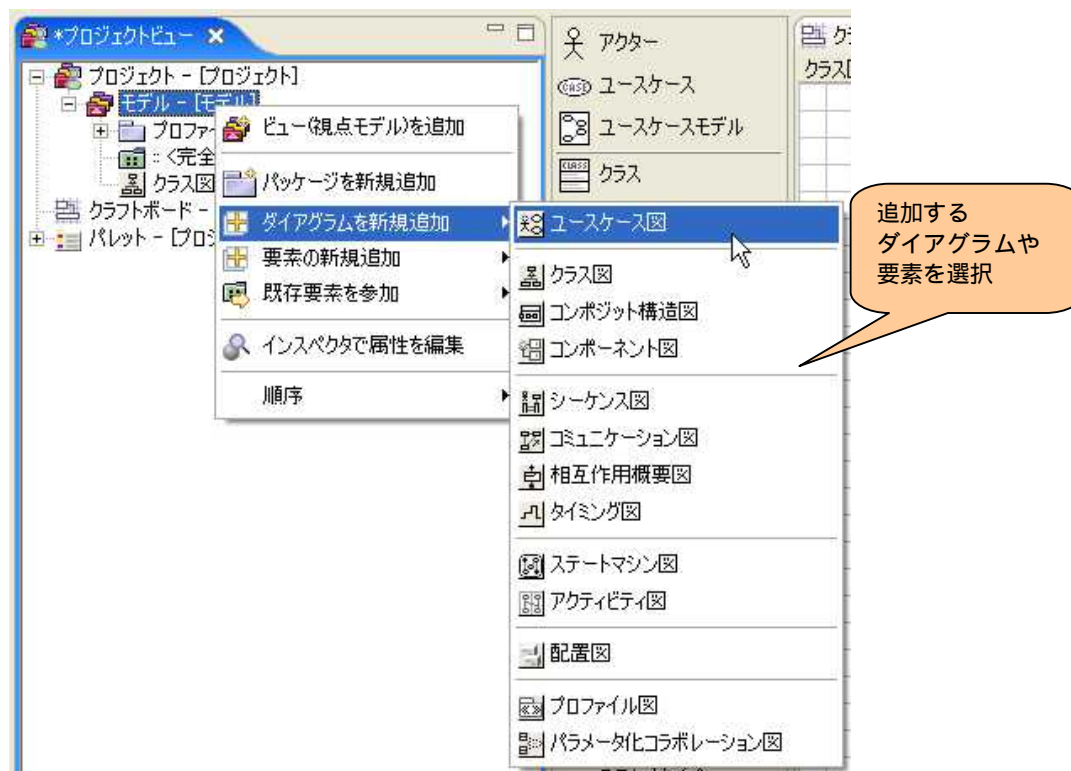 *プロジェクトビュー
プロジェクト - [プロジェクト]
モデル - [モデル]
プロファ
:: <完全
クラス図
クラフトボード -
パレット - [プロジ
ビュー(視点モデル)を追加
パッケージを新規追加
ダイアグラムを新規追加
要素の新規追加
既存要素を参加
インスペクタで属性を編集
順序
アクター
CASE ユースケース
ユースケースモデル
CLASS クラス
クラス図
ユースケース図
クラス図
コンポジット構造図
コンポーネント図
シーケンス図
コミュニケーション図
相互作用概要図
タイミング図
ステートマシン図
アクティビティ図
配置図
プロファイル図
パラメータ化コラボレーション図
追加する
ダイアグラムや
要素を選択